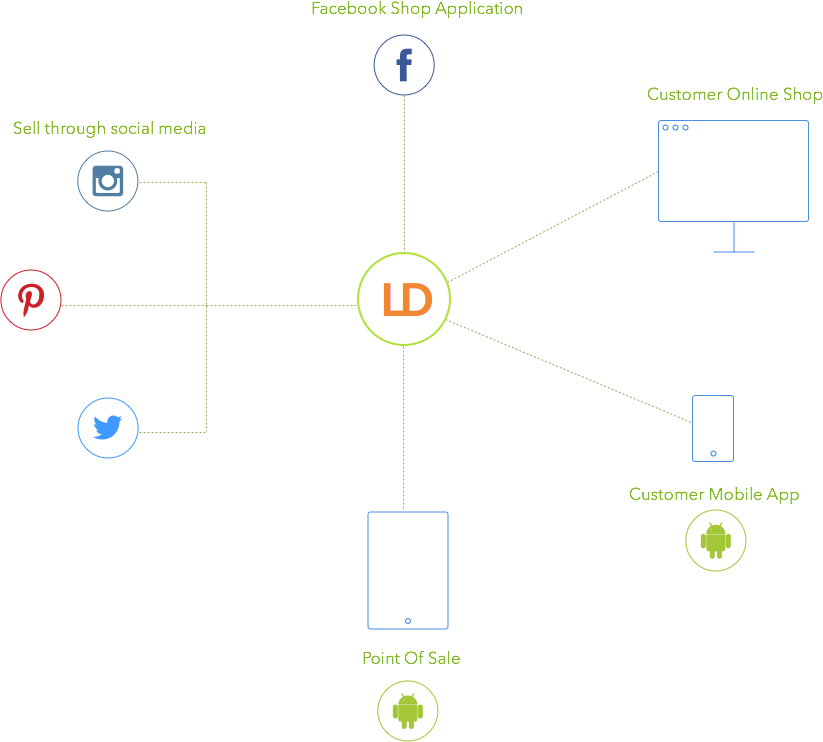 Facebook Shop Application
Customer Online Shop
Sell through social media
LD
Customer Mobile App
Point Of Sale